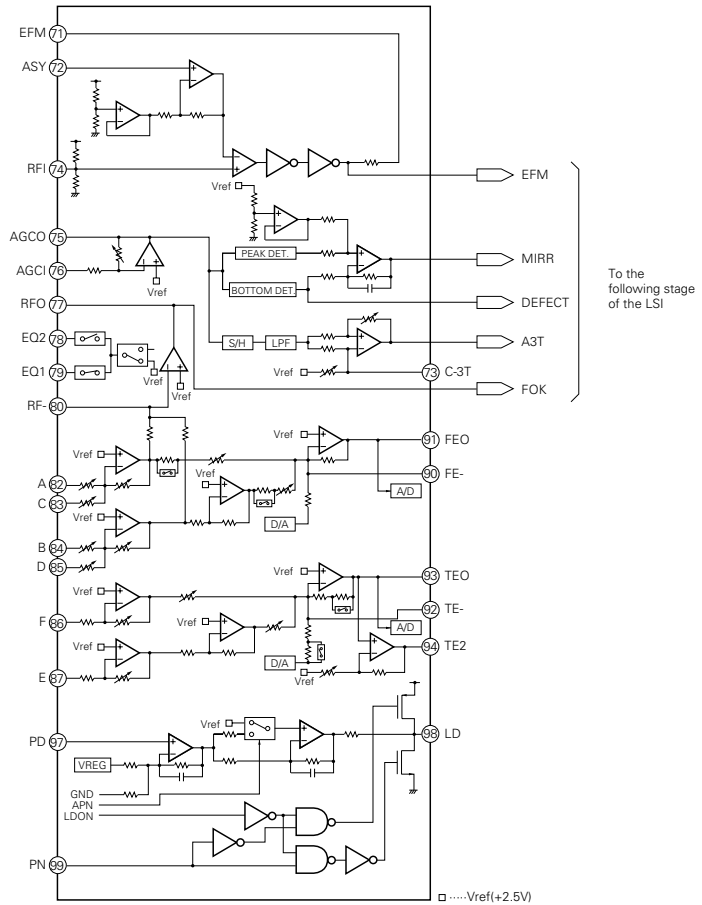 EFM 71
ASY 72
RFI 74
Vref
EFM
AGCO 75
AGCI 76
Vref
PEAK DET.
BOTTOM DET.
MIRR
DEFECT
To the
following stage
of the LSI
RFO 77
EQ2 78
EQ1 79
Vref
Vref
S/H
LPF
A3T
Vref
73 C-3T
FOK
RF- 80
Vref
91 FEO
90 FE-
A/D
Vref
A 82
C 83
Vref
D/A
Vref
B 84
D 85
Vref
93 TEO
92 TE-
A/D
94 TE2
Vref
F 86
Vref
Vref
E 87
D/A
Vref
PD 97
Vref
98 LD
VREG
GND
APN
LDON
PN 99
·····Vref(+2.5V)